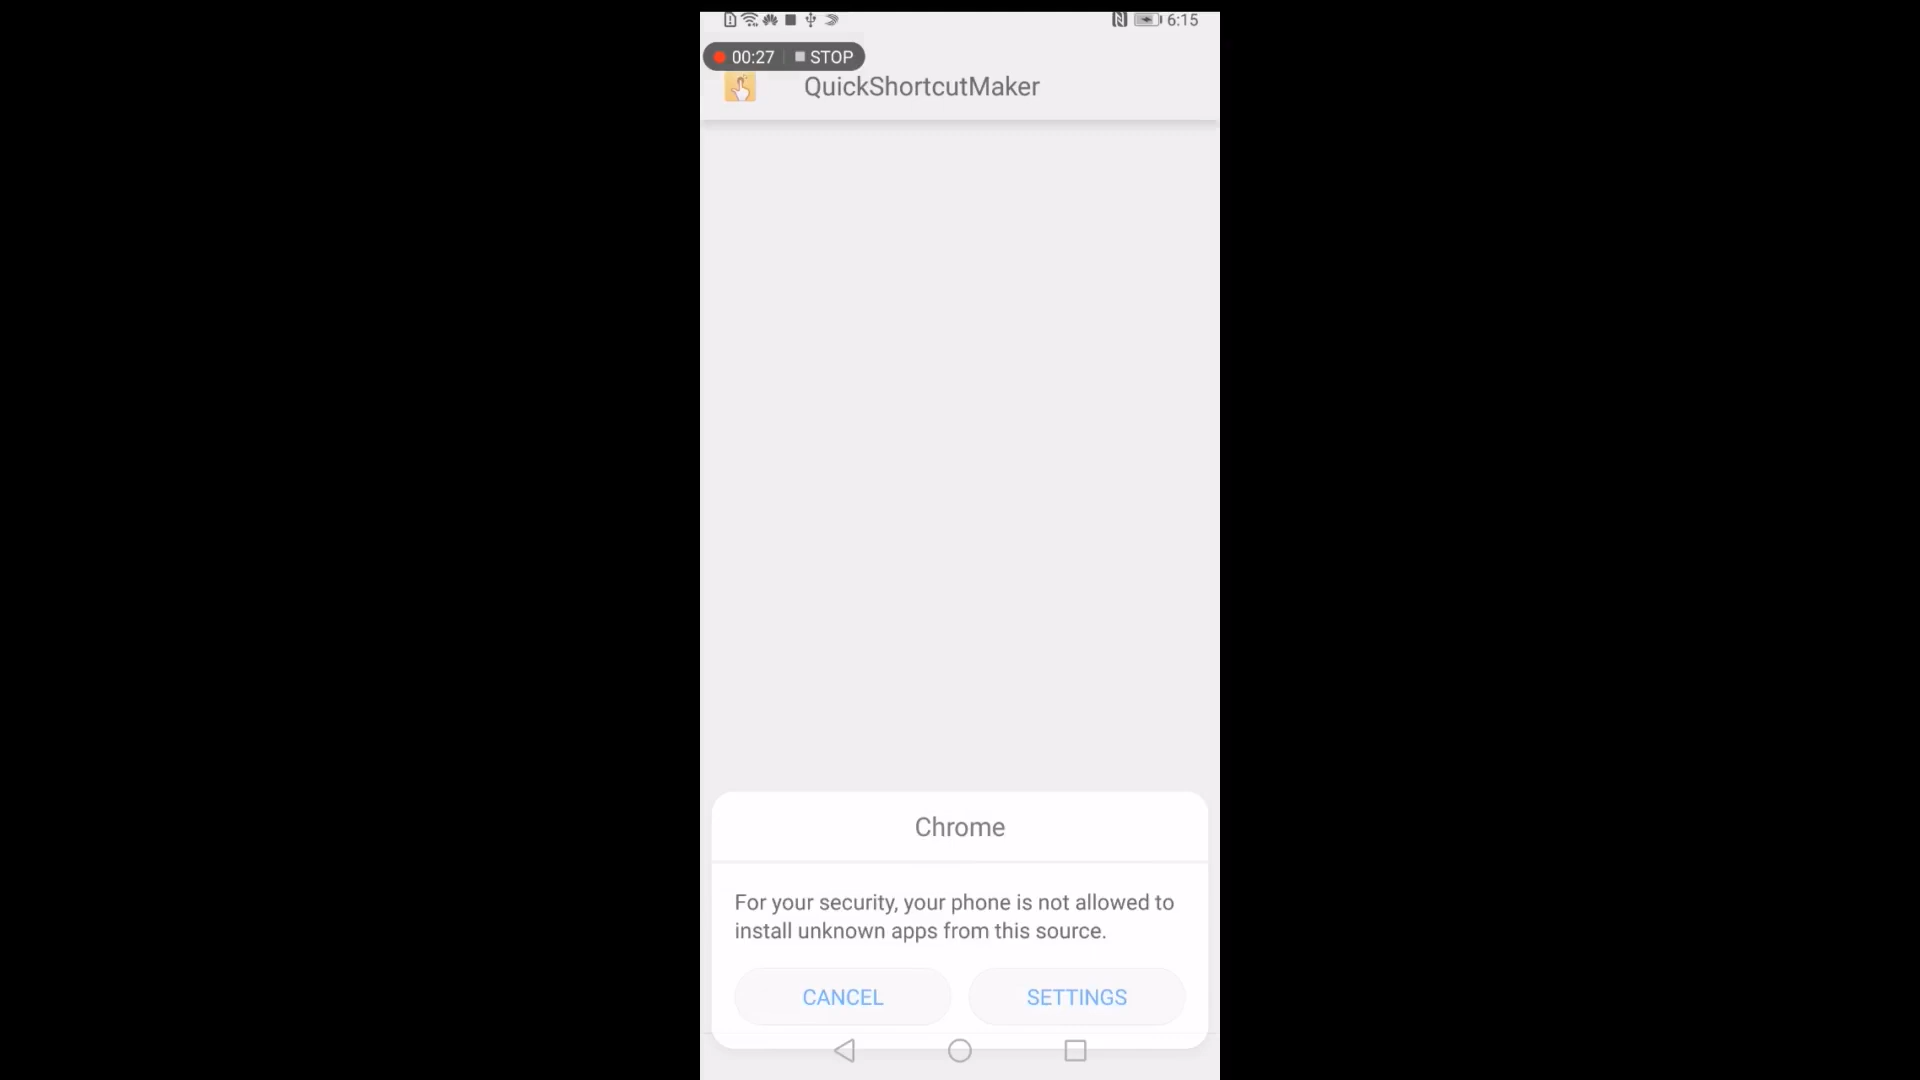 6:15
00:27 STOP
QuickShortcutMaker
Chrome
For your security, your phone is not allowed to
install unknown apps from this source.
CANCEL SETTINGS